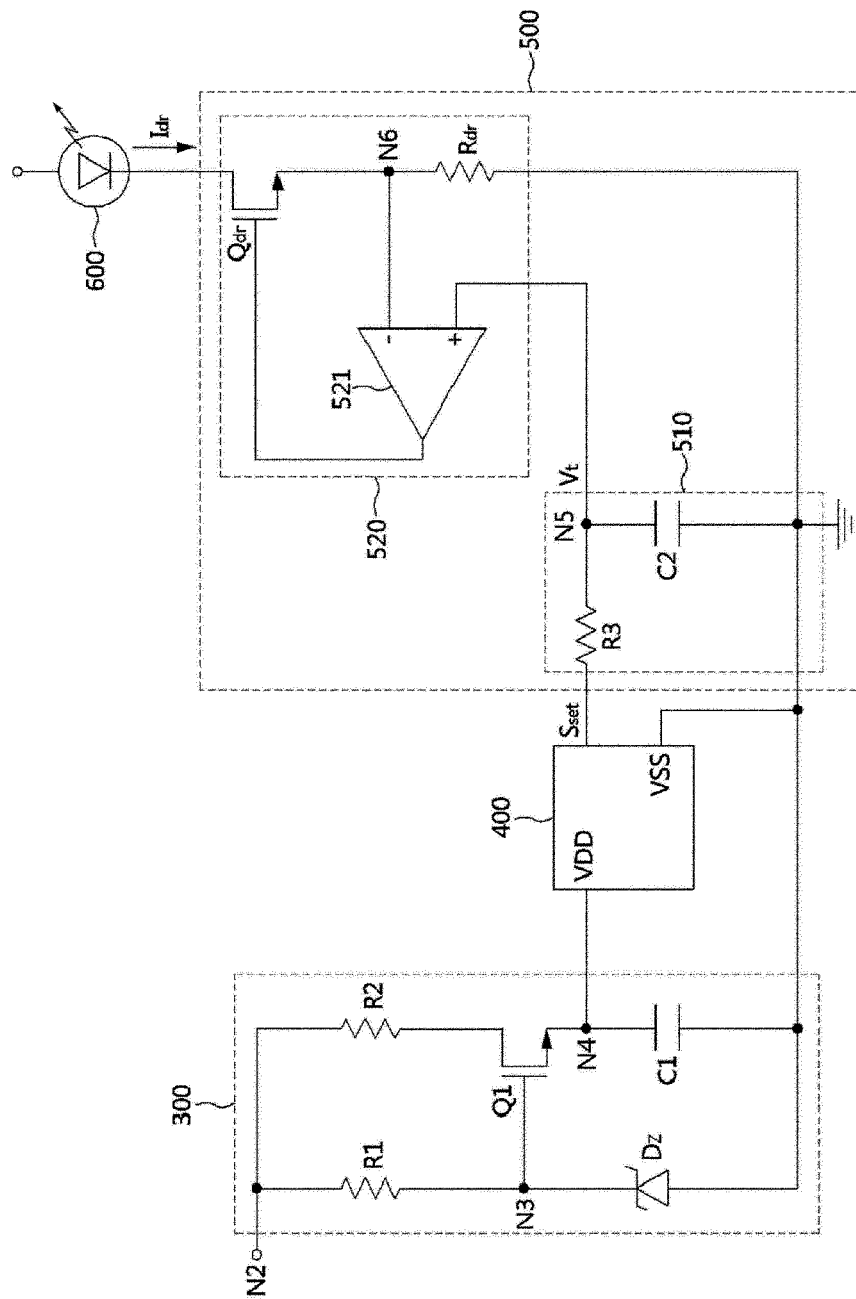 500
Idr
600
N6
Rdr
Qdr
-
+
521
520
Vt
510
N5
C2
R3
Sset
400
VDD
VSS
300
R1
R2
Q1
N4
C1
N3
DZ
N2